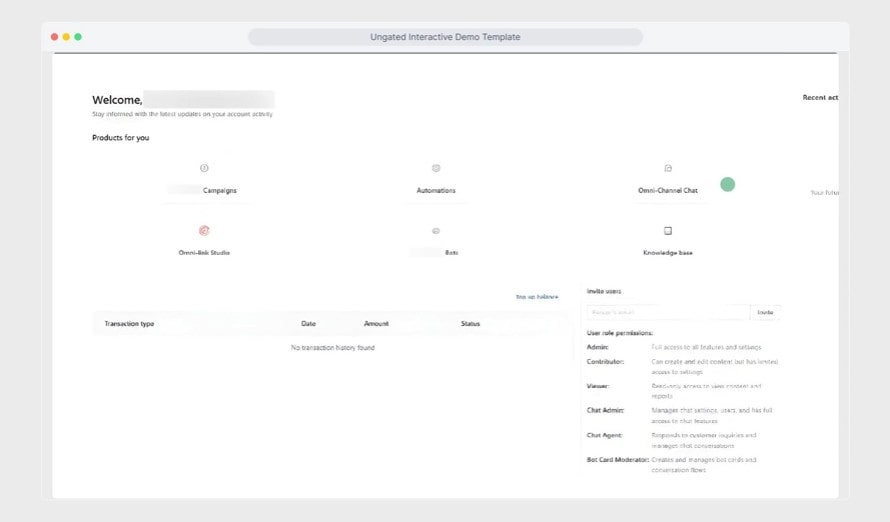 Ungated Interactive Demo Template
Welcome,
Recent act
Stay informed with the latest updates on your account activity
Products for you
Campaigns
Automations
Omni-Channel Chat
Your futur
Omni-link Studio
Bots
Knowledge base
Top up balance
Transaction type Date Amount Status
No transaction history found
Invite users
Invite
User role permissions:
Admin: Full access to all features and settings
Contributor: Can create and edit content but has limited
access to settings
Viewer: Read-only access to view content and
reports
Chat Admin: Manages chat settings, users, and has full
access to chat features
Chat Agent: Responds to customer inquiries and
manages chat conversations
Bot Card Moderator: Creates and manages bot cards and
conversation flows